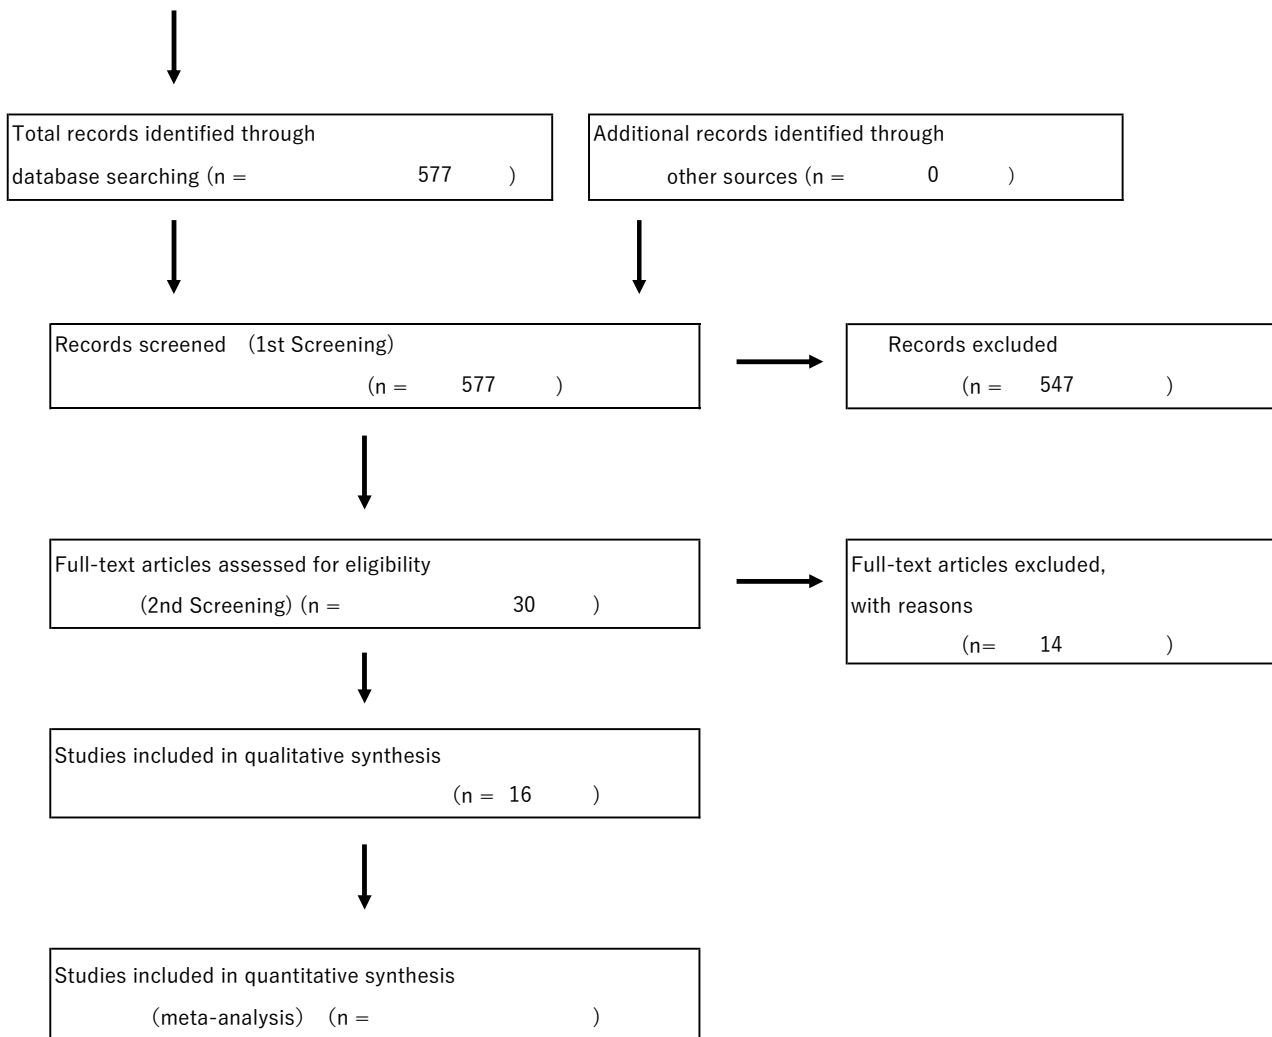 Total records identified through
database searching (n = 577 )
Additional records identified through
other sources (n = 0 )
Records screened (1st Screening)
(n = 577 )
Records excluded
(n = 547 )
Full-text articles assessed for eligibility
(2nd Screening) (n = 30 )
Full-text articles excluded,
with reasons
(n= 14 )
Studies included in qualitative synthesis
(n = 16 )
Studies included in quantitative synthesis
(meta-analysis) (n = )